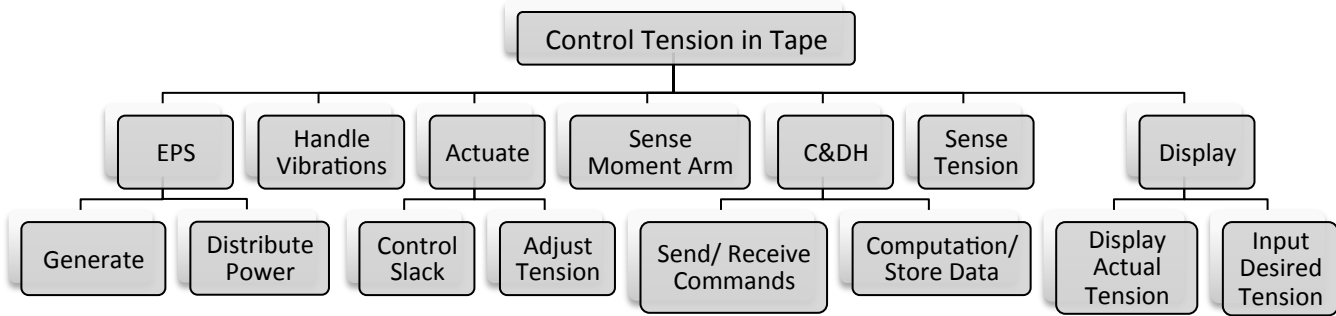 Control Tension in Tape
EPS
Handle
Vibrations
Actuate
Sense
Moment Arm
C&DH
Sense
Tension
Display
Generate
Distribute
Power
Control
Slack
Adjust
Tension
Send/ Receive
Commands
Computation/
Store Data
Display
Actual
Tension
Input
Desired
Tension